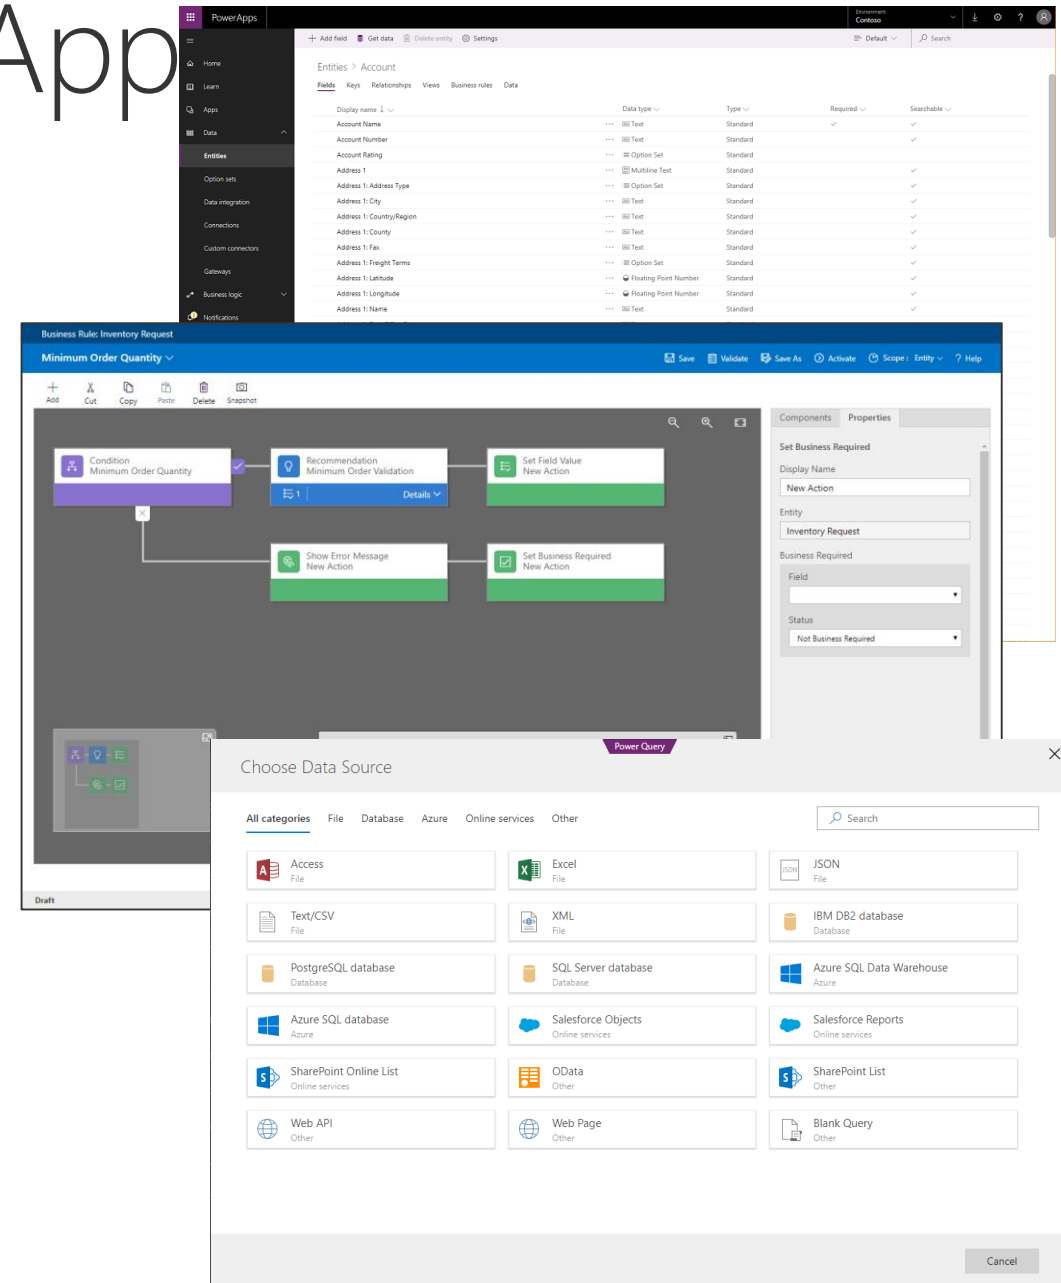 App
PowerApps
Environment
Contoso
?
+ Add field Get data Delete entity Settings
Default
Search
Home
Learn
Apps
Data
Entities
Option sets
Data integration
Connections
Custom connectors
Gateways
Business logic
Notifications
Entities > Account
Fields Keys Relationships Views Business rules Data
Display name ↓ Data type Type Required Searchable
Account Name ··· Text Standard
Account Number ··· Text Standard
Account Rating ··· Option Set Standard
Address 1 ··· Multiline Text Standard
Address 1: Address Type ··· Option Set Standard
Address 1: City ··· Text Standard
Address 1: Country/Region ··· Text Standard
Address 1: County ··· Text Standard
Address 1: Fax ··· Text Standard
Address 1: Freight Terms ··· Option Set Standard
Address 1: Latitude ··· Floating Point Number Standard
Address 1: Longitude ··· Floating Point Number Standard
Address 1: Name ··· Text Standard
Business Rule: Inventory Request
Minimum Order Quantity
Save Validate Save As Activate Scope : Entity ? Help
Add Cut Copy Paste Delete Snapshot
Condition
Minimum Order Quantity
Recommendation
Minimum Order Validation
1 Details
Set Field Value
New Action
Show Error Message
New Action
Set Business Required
New Action
Components Properties
Set Business Required
Display Name
New Action
Entity
Inventory Request
Business Required
Field
Status
Not Business Required
Draft
Power Query
Choose Data Source
All categories File Database Azure Online services Other
Search
Access
File
Excel
File
JSON
JSON
File
Text/CSV
File
XML
File
IBM DB2 database
Database
PostgreSQL database
Database
SQL Server database
Database
Azure SQL Data Warehouse
Azure
Azure SQL database
Azure
Salesforce Objects
Online services
Salesforce Reports
Online services
SharePoint Online List
Online services
OData
Other
SharePoint List
Other
Web API
Other
Web Page
Other
Blank Query
Other
Cancel